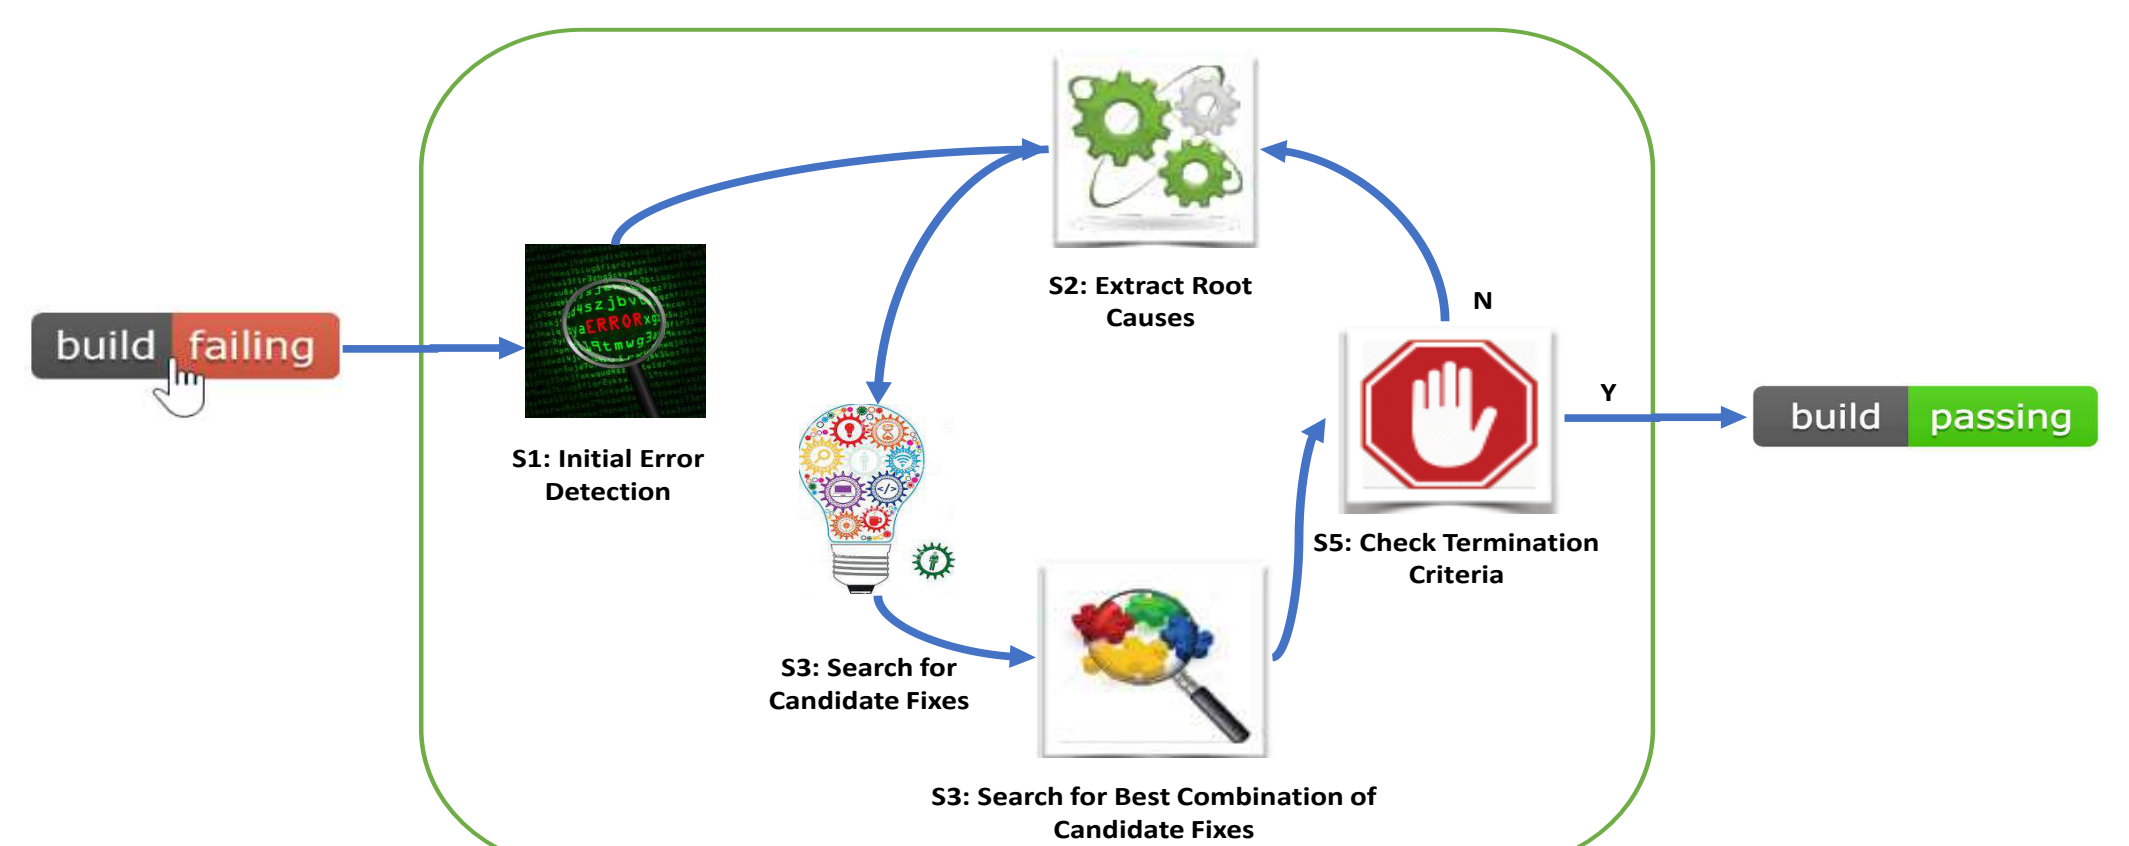 build failing
S1: Initial Error
Detection
ERROR
S2: Extract Root
Causes
S3: Search for
Candidate Fixes
S3: Search for Best Combination of
Candidate Fixes
S5: Check Termination
Criteria
N
Y
build passing